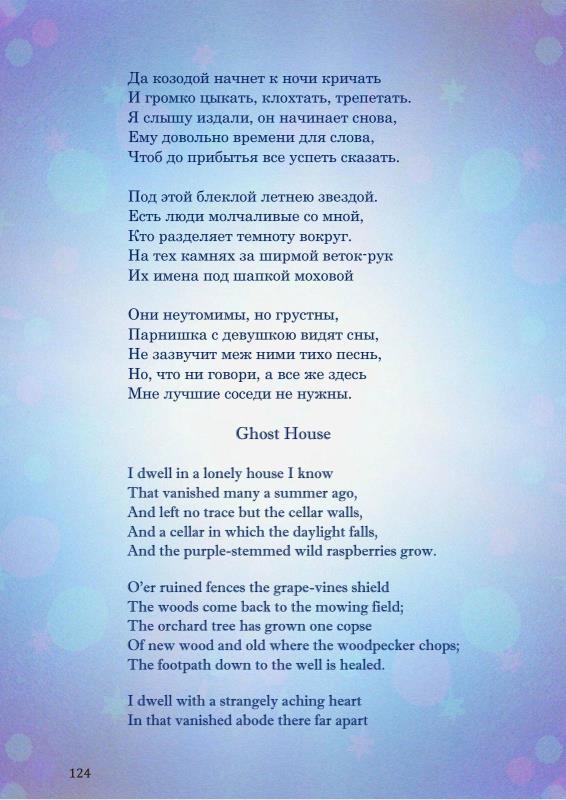 Да козодой начнет к ночи кричать
И громко цыкать, клохтать, трепетать.
Я слышу издали, он начинает снова,
Ему довольно времени для слова,
Чтоб до прибытья все успеть сказать.
Под этой блеклой летнею звездой.
Есть люди молчаливые со мной,
Кто разделяет темноту вокруг.
На тех камнях за ширмой веток-рук
Их имена под шапкой моховой
Они неутомимы, но грустны,
Парнишка с девушкою видят сны,
Не зазвучит меж ними тихо песнь,
Но, что ни говори, а все же здесь
Мне лучшие соседи не нужны.
Ghost House
I dwell in a lonely house I know
That vanished many a summer ago,
And left no trace but the cellar walls,
And a cellar in which the daylight falls,
And the purple-stemmed wild raspberries grow.
O’er ruined fences the grape-vines shield
The woods come back to the mowing field;
The orchard tree has grown one copse
Of new wood and old where the woodpecker chops;
The footpath down to the well is healed.
I dwell with a strangely aching heart
In that vanished abode there far apart
124